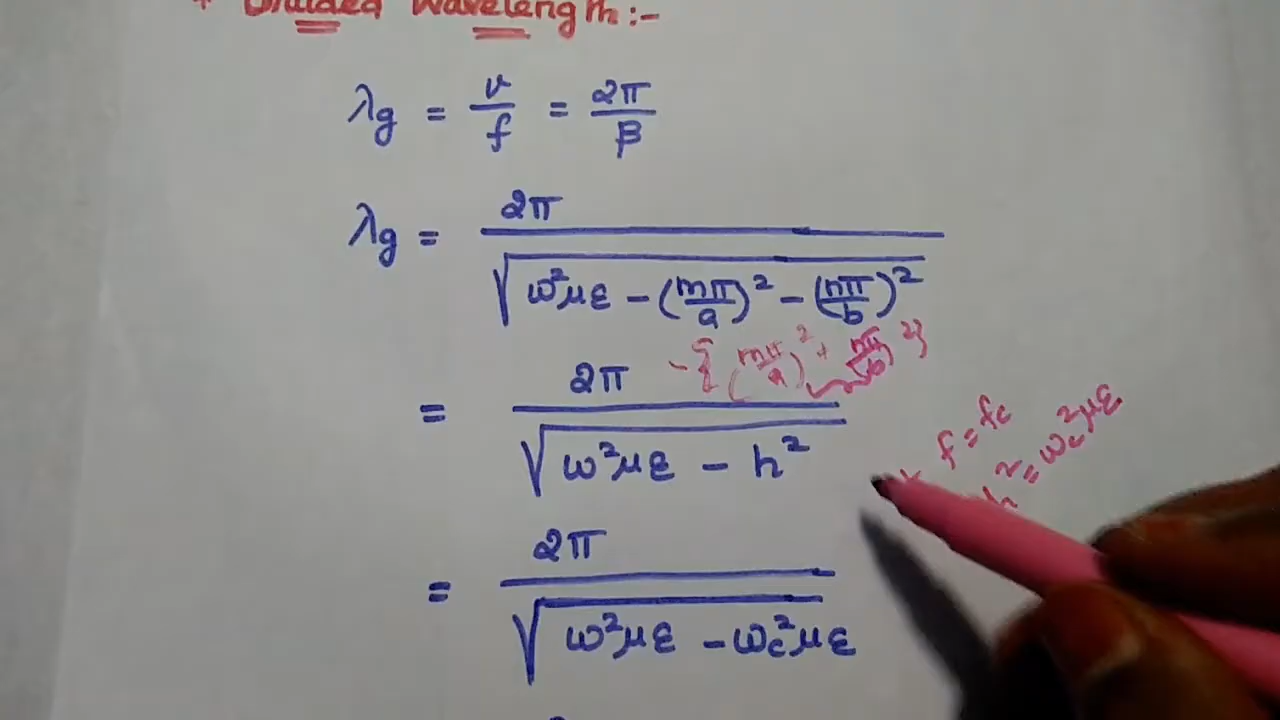 * Guided Wavelength:-
λg = v/f = 2π/β
λg = 2π/√(ω²με - (mπ/a)² - (nπ/b)²)
-{(mπ/a)² + (nπ/b)²}
= 2π/√(ω²με - h²)
f = fc
h² = ωc²με
= 2π/√(ω²με - ωc²με)